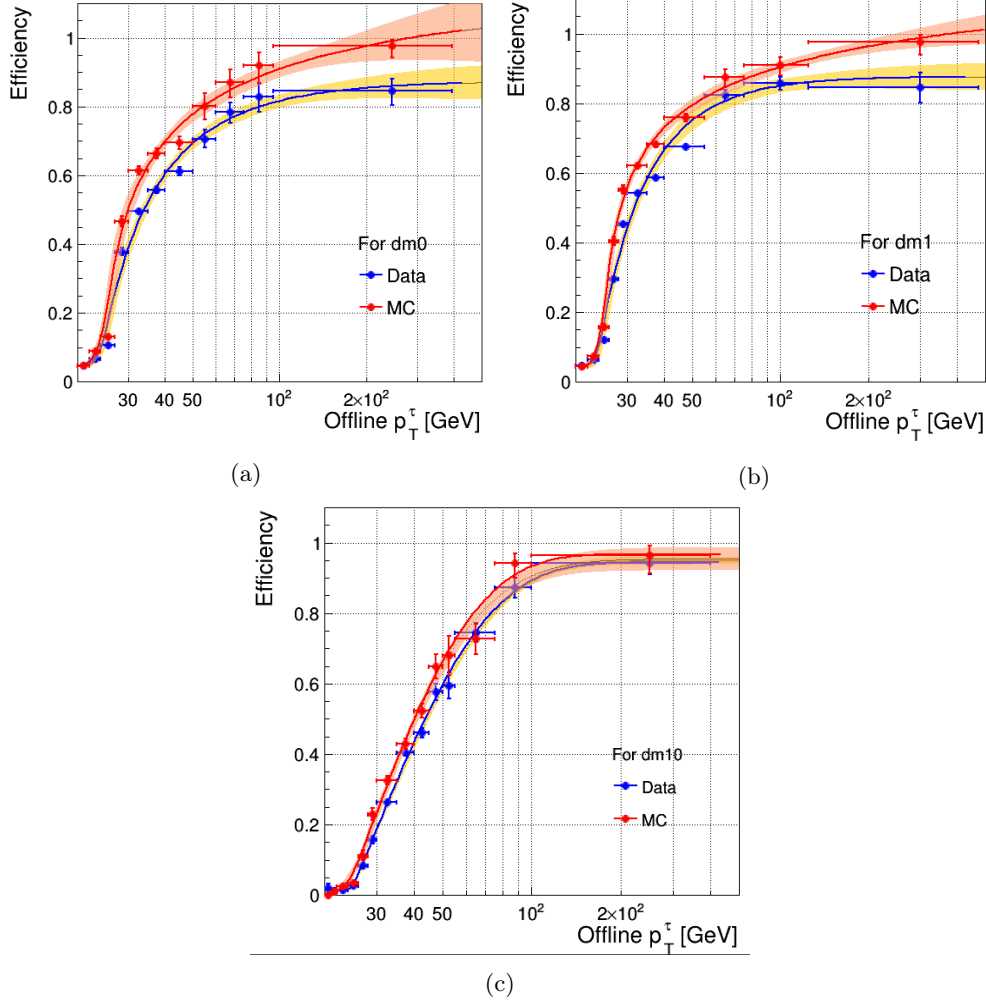 Efficiency
1
0.8
0.6
0.4
0.2
0
For dm0
Data
MC
30 40 50 10² 2×10²
Offline p_T^τ [GeV]
(a)
Efficiency
1
0.8
0.6
0.4
0.2
0
For dm1
Data
MC
30 40 50 10² 2×10²
Offline p_T^τ [GeV]
(b)
Efficiency
1
0.8
0.6
0.4
0.2
0
For dm10
Data
MC
30 40 50 10² 2×10²
Offline p_T^τ [GeV]
(c)